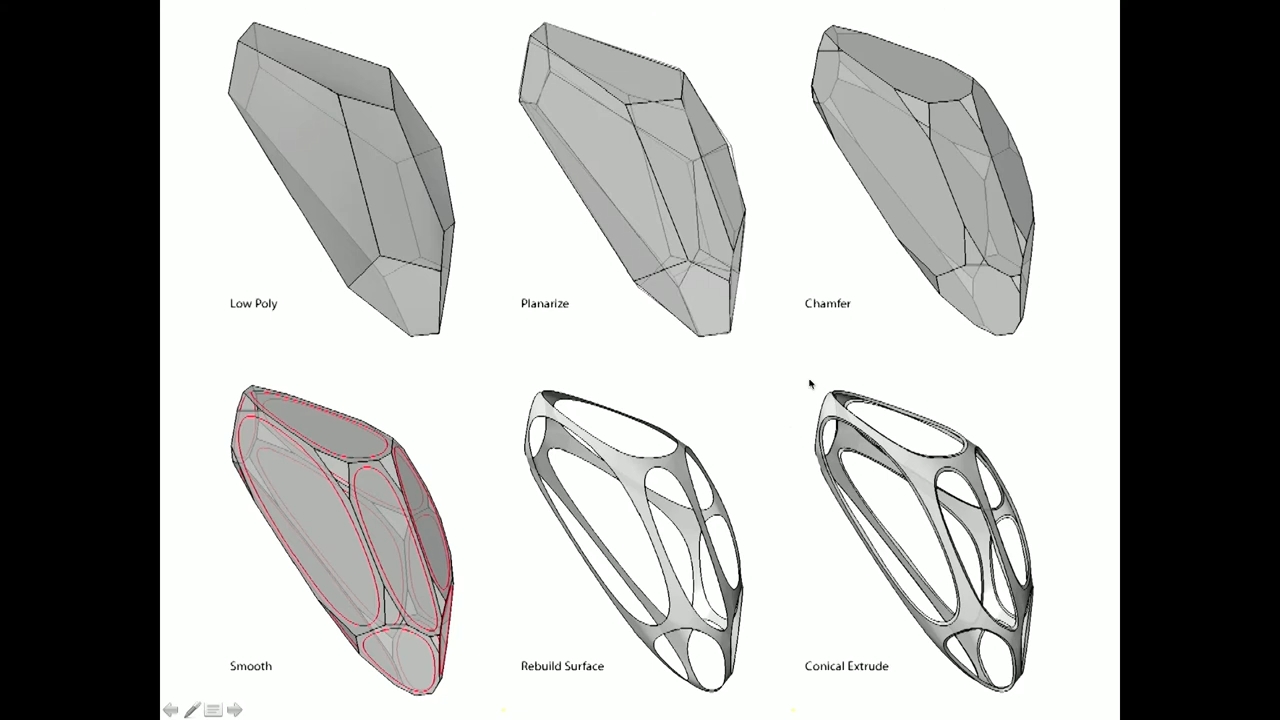 Low Poly
Planarize
Chamfer
Smooth
Rebuild Surface
Conical Extrude